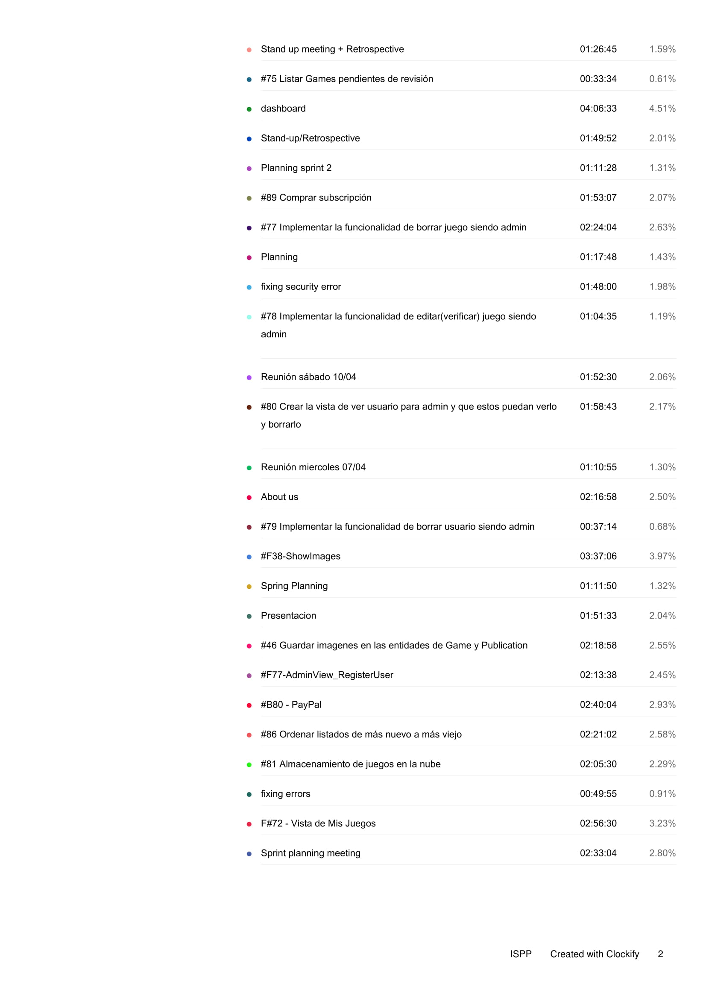 Stand up meeting + Retrospective 01:26:45 1.59%
#75 Listar Games pendientes de revisión 00:33:34 0.61%
dashboard 04:06:33 4.51%
Stand-up/Retrospective 01:49:52 2.01%
Planning sprint 2 01:11:28 1.31%
#89 Comprar subscripción 01:53:07 2.07%
#77 Implementar la funcionalidad de borrar juego siendo admin 02:24:04 2.63%
Planning 01:17:48 1.43%
fixing security error 01:48:00 1.98%
#78 Implementar la funcionalidad de editar(verificar) juego siendo 01:04:35 1.19%
admin
Reunión sábado 10/04 01:52:30 2.06%
#80 Crear la vista de ver usuario para admin y que estos puedan verlo 01:58:43 2.17%
y borrarlo
Reunión miercoles 07/04 01:10:55 1.30%
About us 02:16:58 2.50%
#79 Implementar la funcionalidad de borrar usuario siendo admin 00:37:14 0.68%
#F38-ShowImages 03:37:06 3.97%
Spring Planning 01:11:50 1.32%
Presentacion 01:51:33 2.04%
#46 Guardar imagenes en las entidades de Game y Publication 02:18:58 2.55%
#F77-AdminView_RegisterUser 02:13:38 2.45%
#B80 - PayPal 02:40:04 2.93%
#86 Ordenar listados de más nuevo a más viejo 02:21:02 2.58%
#81 Almacenamiento de juegos en la nube 02:05:30 2.29%
fixing errors 00:49:55 0.91%
F#72 - Vista de Mis Juegos 02:56:30 3.23%
Sprint planning meeting 02:33:04 2.80%
ISPP Created with Clockify 2